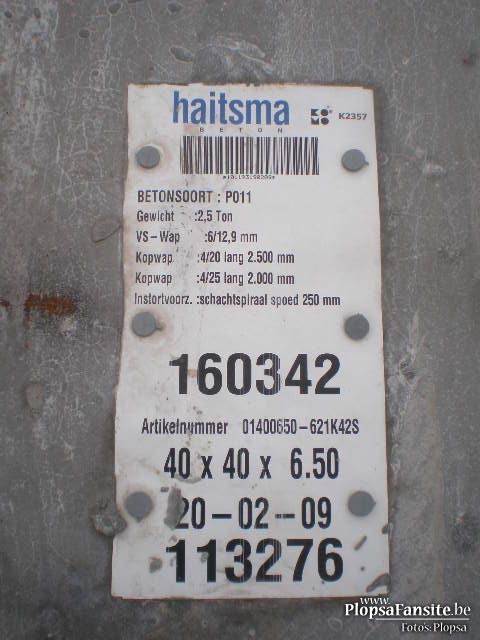 haitsma
BETON
K2357
BETONSOORT : P011
Gewicht :2,5 Ton
VS-Wap :6/12,9 mm
Kopwap :4/20 lang 2.500 mm
Kopwap :4/25 lang 2.000 mm
Instortvoorz. :schachtspiraal spoed 250 mm
160342
Artikelnummer 01400650-621K42S
40 x 40 x 6.50
20-02-09
113276
www.
PlopsaFansite.be
Foto's: Plopsa